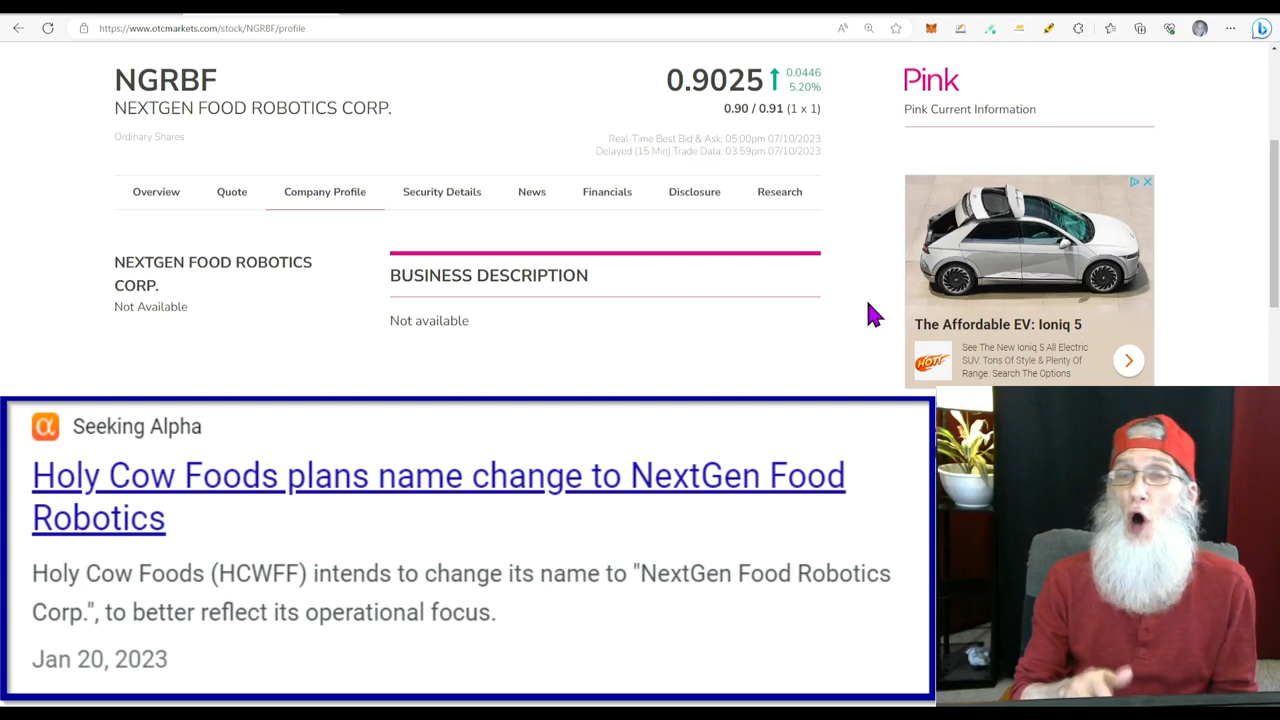 https://www.otcmarkets.com/stock/NGRBF/profile
NGRBF
NEXTGEN FOOD ROBOTICS CORP.
Ordinary Shares
0.9025
0.0446
5.20%
0.90 / 0.91 (1 x 1)
Real-Time Best Bid & Ask: 05:00pm 07/10/2023
Delayed (15 Min) Trade Data: 03:59pm 07/10/2023
Pink
Pink Current Information
Overview Quote Company Profile Security Details News Financials Disclosure Research
NEXTGEN FOOD ROBOTICS
CORP.
Not Available
BUSINESS DESCRIPTION
Not available
The Affordable EV: Ioniq 5
HOT!
See The New Ioniq 5 All Electric
SUV. Tons Of Style & Plenty Of
Range. Search The Options
Seeking Alpha
Holy Cow Foods plans name change to NextGen Food
Robotics
Holy Cow Foods (HCWFF) intends to change its name to "NextGen Food Robotics
Corp.", to better reflect its operational focus.
Jan 20, 2023